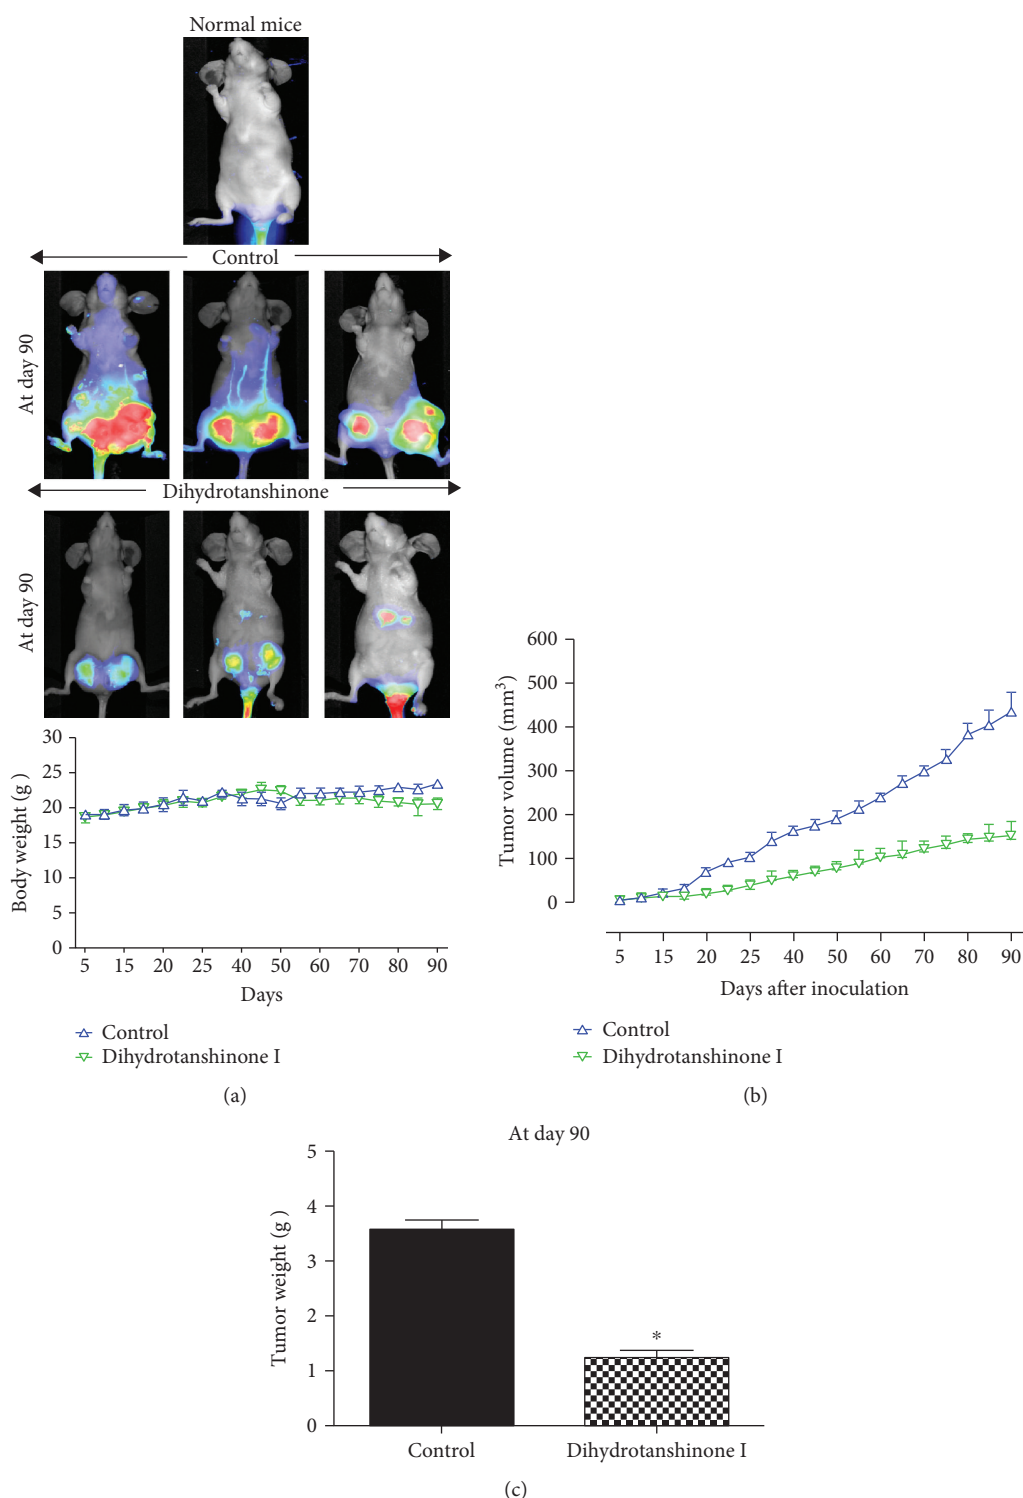 Normal mice
Control
At day 90
Dihydrotanshinone
At day 90
30
25
20
15
10
5
0
Body weight (g )
5 15 20 25 40 50 60 70 80 90
Days
Control
Dihydrotanshinone I
(a)
600
500
400
300
200
100
0
Tumor volume (mm³)
5 15 20 30 40 50 60 70 80 90
Days after inoculation
Control
Dihydrotanshinone I
(b)
At day 90
5
4
3
2
1
0
Tumor weight (g )
*
Control Dihydrotanshinone I
(c)